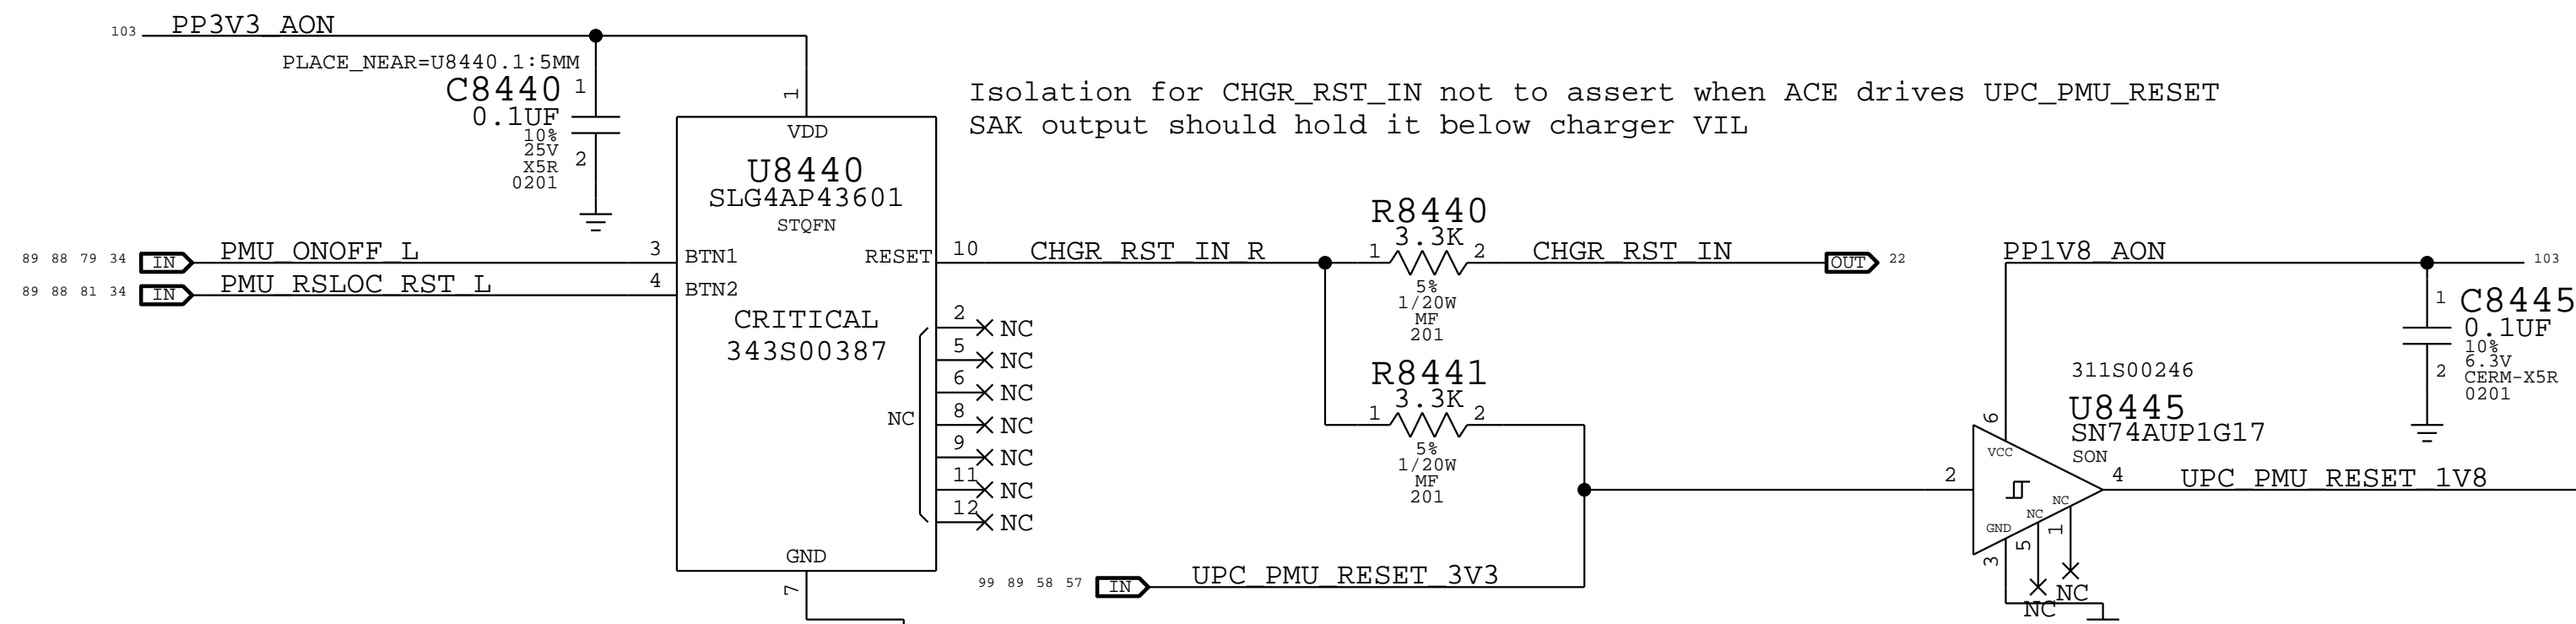 103 PP3V3_AON
PLACE_NEAR=U8440.1:5MM
C8440
0.1UF
10%
25V
X5R
0201
1
2
1
VDD
U8440
SLG4AP43601
STQFN
CRITICAL
343S00387
Isolation for CHGR_RST_IN not to assert when ACE drives UPC_PMU_RESET
SAK output should hold it below charger VIL
89 88 79 34 IN PMU_ONOFF_L 3 BTN1
89 88 81 34 IN PMU_RSLOC_RST_L 4 BTN2
RESET 10 CHGR_RST_IN_R
NC
2 NC
5 NC
6 NC
8 NC
9 NC
11 NC
12 NC
GND
7
R8440
3.3K
1 2
5%
1/20W
MF
201
CHGR_RST_IN OUT 22
R8441
3.3K
1 2
5%
1/20W
MF
201
99 89 58 57 IN UPC_PMU_RESET_3V3
PP1V8_AON 103
1 C8445
0.1UF
10%
6.3V
2 CERM-X5R
0201
311S00246
U8445
SN74AUP1G17
SON
6
VCC
2
4 UPC_PMU_RESET_1V8
NC
NC
GND
3
5
1
NC
NC